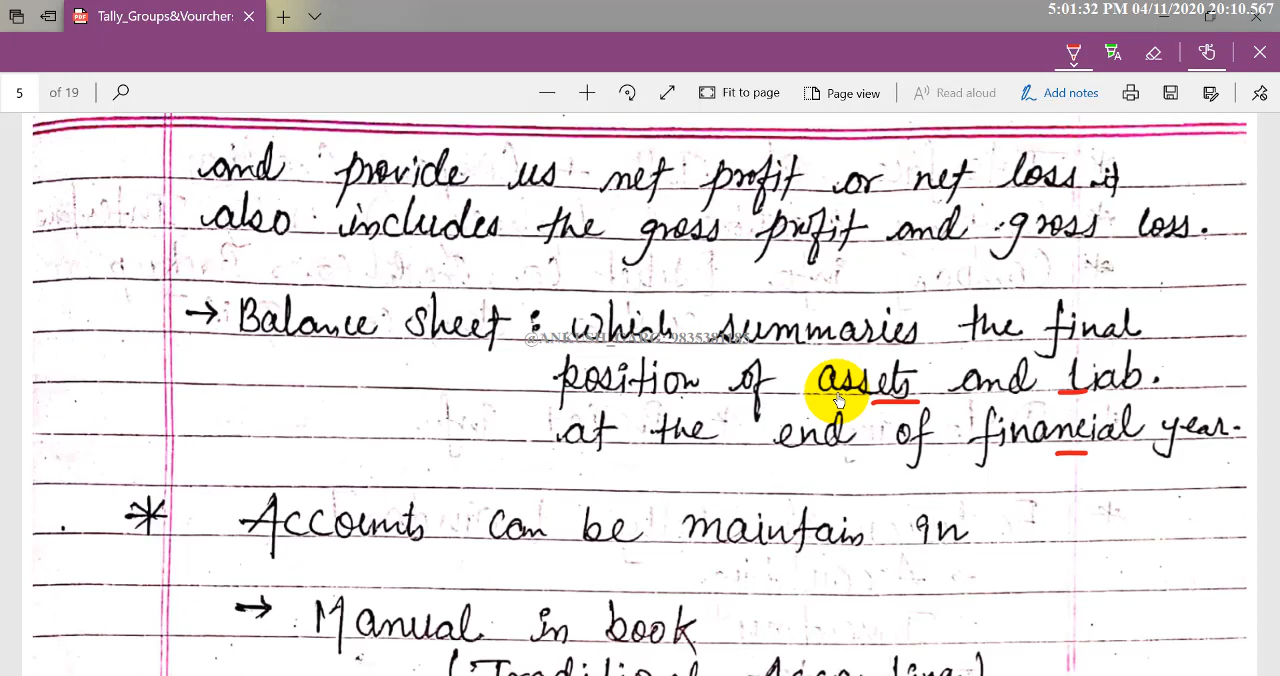 Tally_Groups&Vourchers
5:01:32 PM 04/11/2020 20:10.567
5 of 19 Fit to page Page view Read aloud Add notes
and provide us net profit or net loss it
also includes the gross profit and gross loss.
→ Balance Sheet : which summaries the final
position of assets and Liab.
at the end of financial year.
* Accounts can be maintain in
→ Manual in book